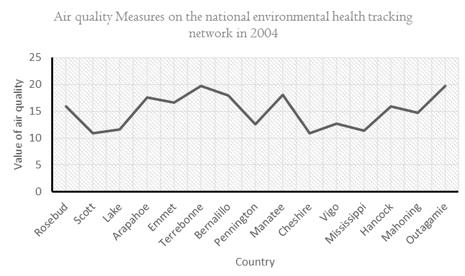 Air quality Measures on the national environmental health tracking
network in 2004
25
20
15
10
5
0
Value of air quality
Rosebud
Scott
Lake
Arapahoe
Emmet
Terrebonne
Bernalillo
Pennington
Manatee
Cheshire
Vigo
Mississippi
Hancock
Mahoning
Outagamie
Country